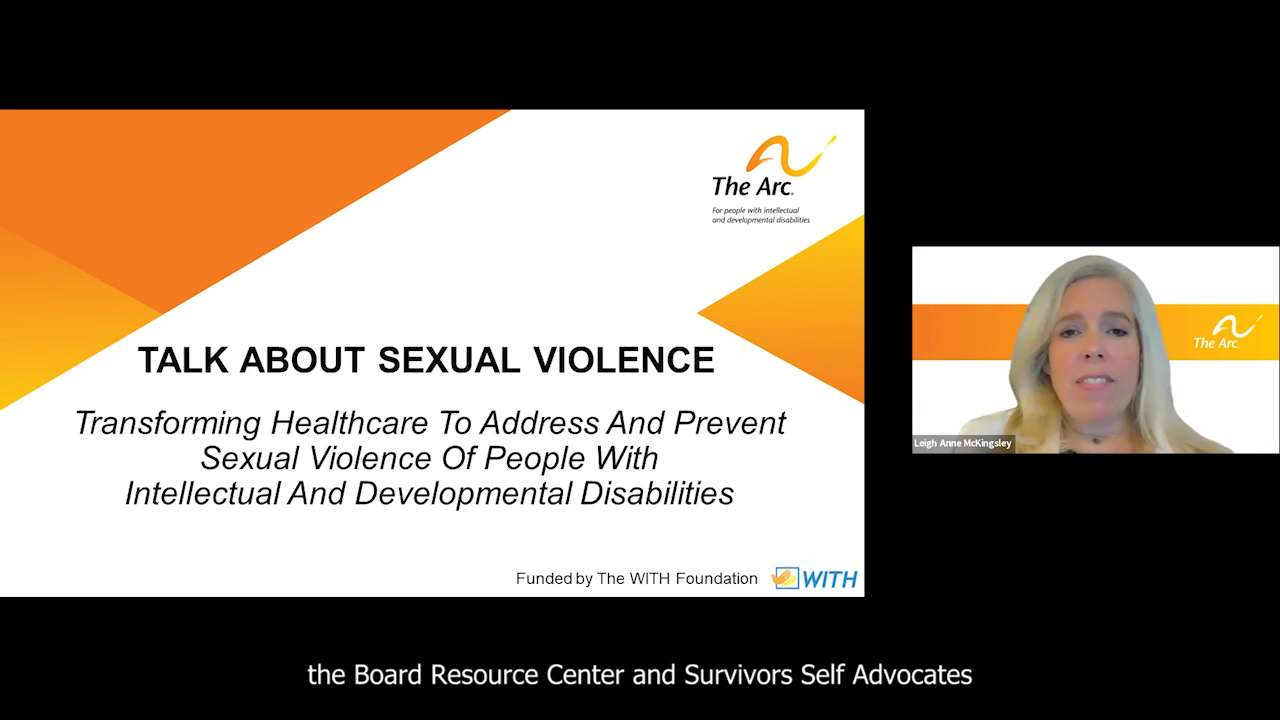 The Arc.
For people with intellectual
and developmental disabilities
TALK ABOUT SEXUAL VIOLENCE
Transforming Healthcare To Address And Prevent
Sexual Violence Of People With
Intellectual And Developmental Disabilities
Funded by The WITH Foundation
WITH
The Arc.
Leigh Anne McKingsley
the Board Resource Center and Survivors Self Advocates